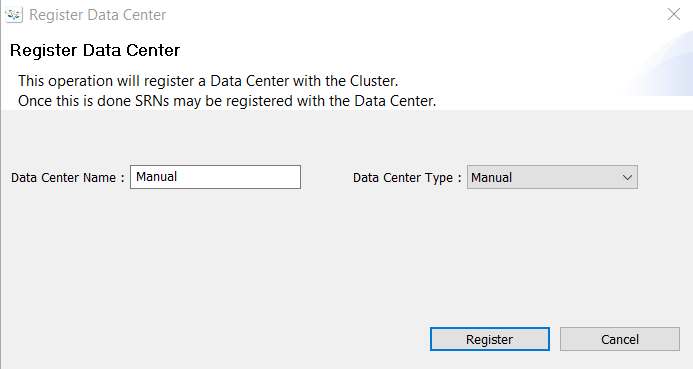 Register Data Center
Register Data Center
This operation will register a Data Center with the Cluster.
Once this is done SRNs may be registered with the Data Center.
Data Center Name : Manual Data Center Type : Manual
Register Cancel